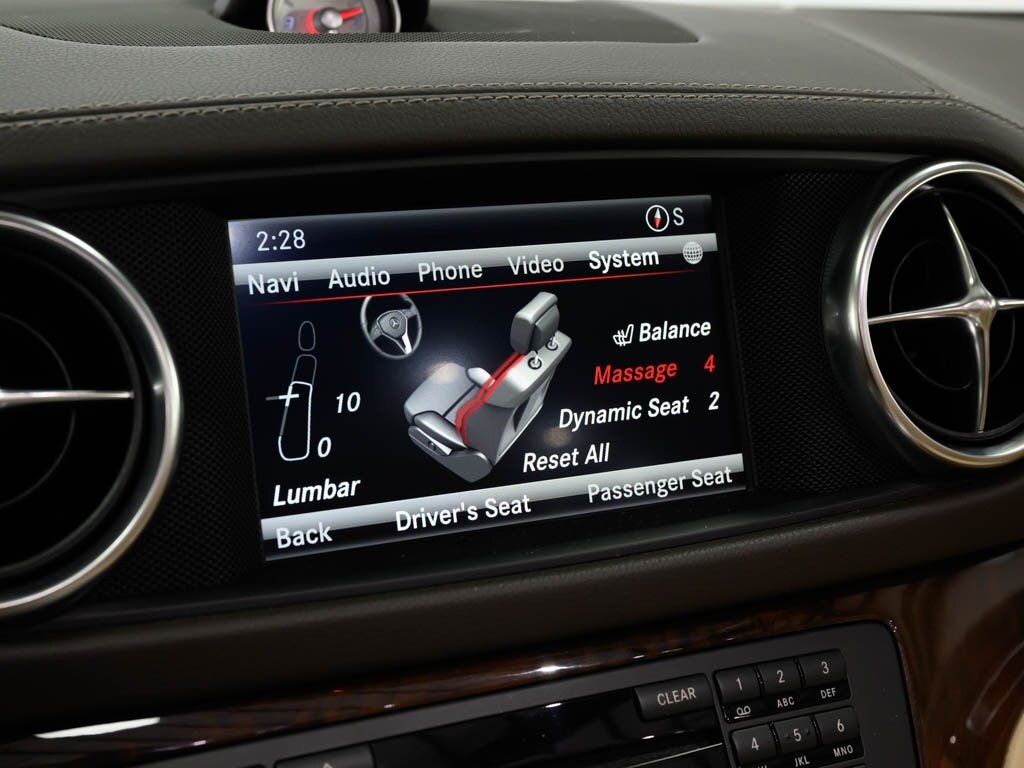 2:28 S
Navi Audio Phone Video System
Balance
Massage 4
10
Dynamic Seat 2
0
Reset All
Lumbar
Back Driver's Seat Passenger Seat
CLEAR 1 2 3
ABC DEF
4 5 6
JKL MNO